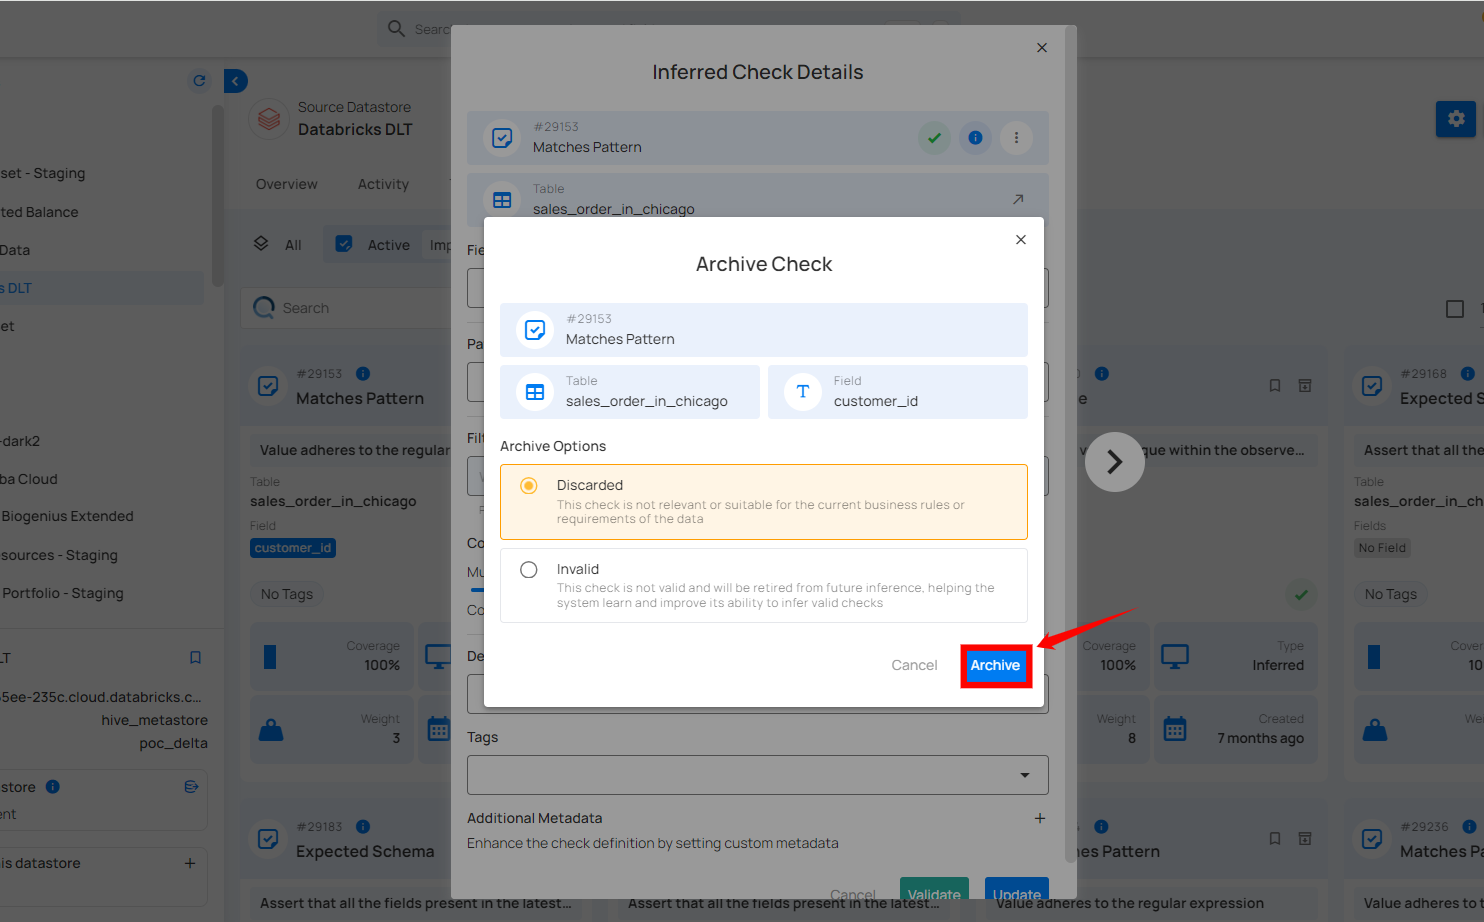 Searc
Source Datastore
Databricks DLT
set - Staging
ted Balance
Data
s DLT
et
-dark2
ba Cloud
Biogenius Extended
sources - Staging
Portfolio - Staging
LT
5ee-235c.cloud.databricks.c...
hive_metastore
poc_delta
store
ent
is datastore
Overview
Activity
All
Active
Imp
Search
#29153
Matches Pattern
Value adheres to the regular
Table
sales_order_in_chicago
Field
customer_id
No Tags
Coverage
100%
Weight
3
#29183
Expected Schema
Assert that all the fields present in the latest...
Inferred Check Details
#29153
Matches Pattern
Table
sales_order_in_chicago
Fie
Pa
Filt
Co
Mu
Co
De
Archive Check
#29153
Matches Pattern
Table
sales_order_in_chicago
Field
customer_id
Archive Options
Discarded
This check is not relevant or suitable for the current business rules or
requirements of the data
Invalid
This check is not valid and will be retired from future inference, helping the
system learn and improve its ability to infer valid checks
Cancel
Archive
Tags
Additional Metadata
Enhance the check definition by setting custom metadata
Cancel
Validate
Update
Assert that all the fields present in the latest...
que within the observe...
Coverage
100%
Type
Inferred
Weight
8
Created
7 months ago
es Pattern
Value adheres to the regular expression
#29168
Expected S
Assert that all the
Table
sales_order_in_ch
Fields
No Field
No Tags
Cover
10
We
#29236
Matches Pa
Value adheres to t